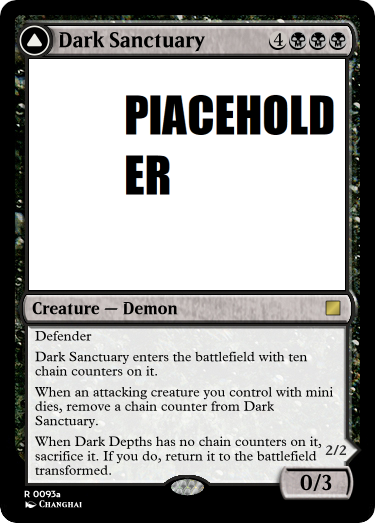 Dark Sanctuary 4
PIACEHOLD
ER
Creature — Demon
Defender
Dark Sanctuary enters the battlefield with ten
chain counters on it.
When an attacking creature you control with mini
dies, remove a chain counter from Dark
Sanctuary.
When Dark Depths has no chain counters on it,
sacrifice it. If you do, return it to the battlefield
transformed.
2/2
0/3
R 0093a
Changhai